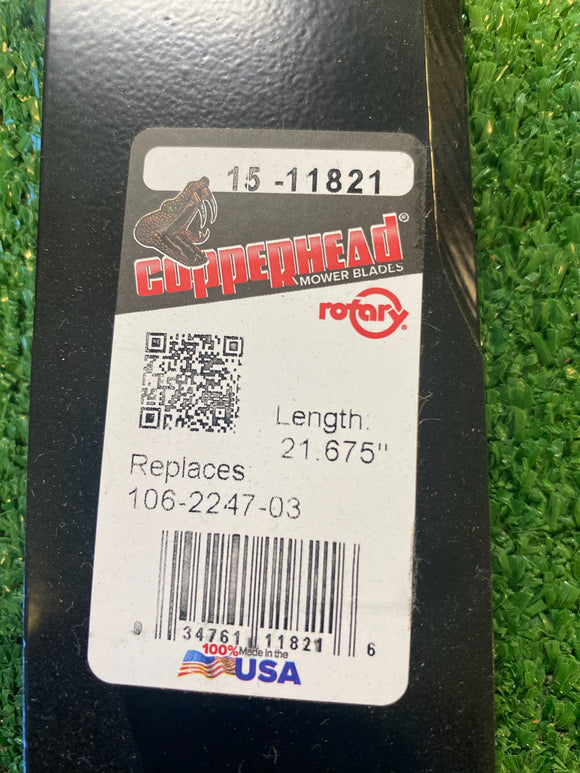 15 -11821
COPPERHEAD®
MOWER BLADES
rotary®
Length:
21.675"
Replaces
106-2247-03
9 34761 11821 6
100% Made in the
USA